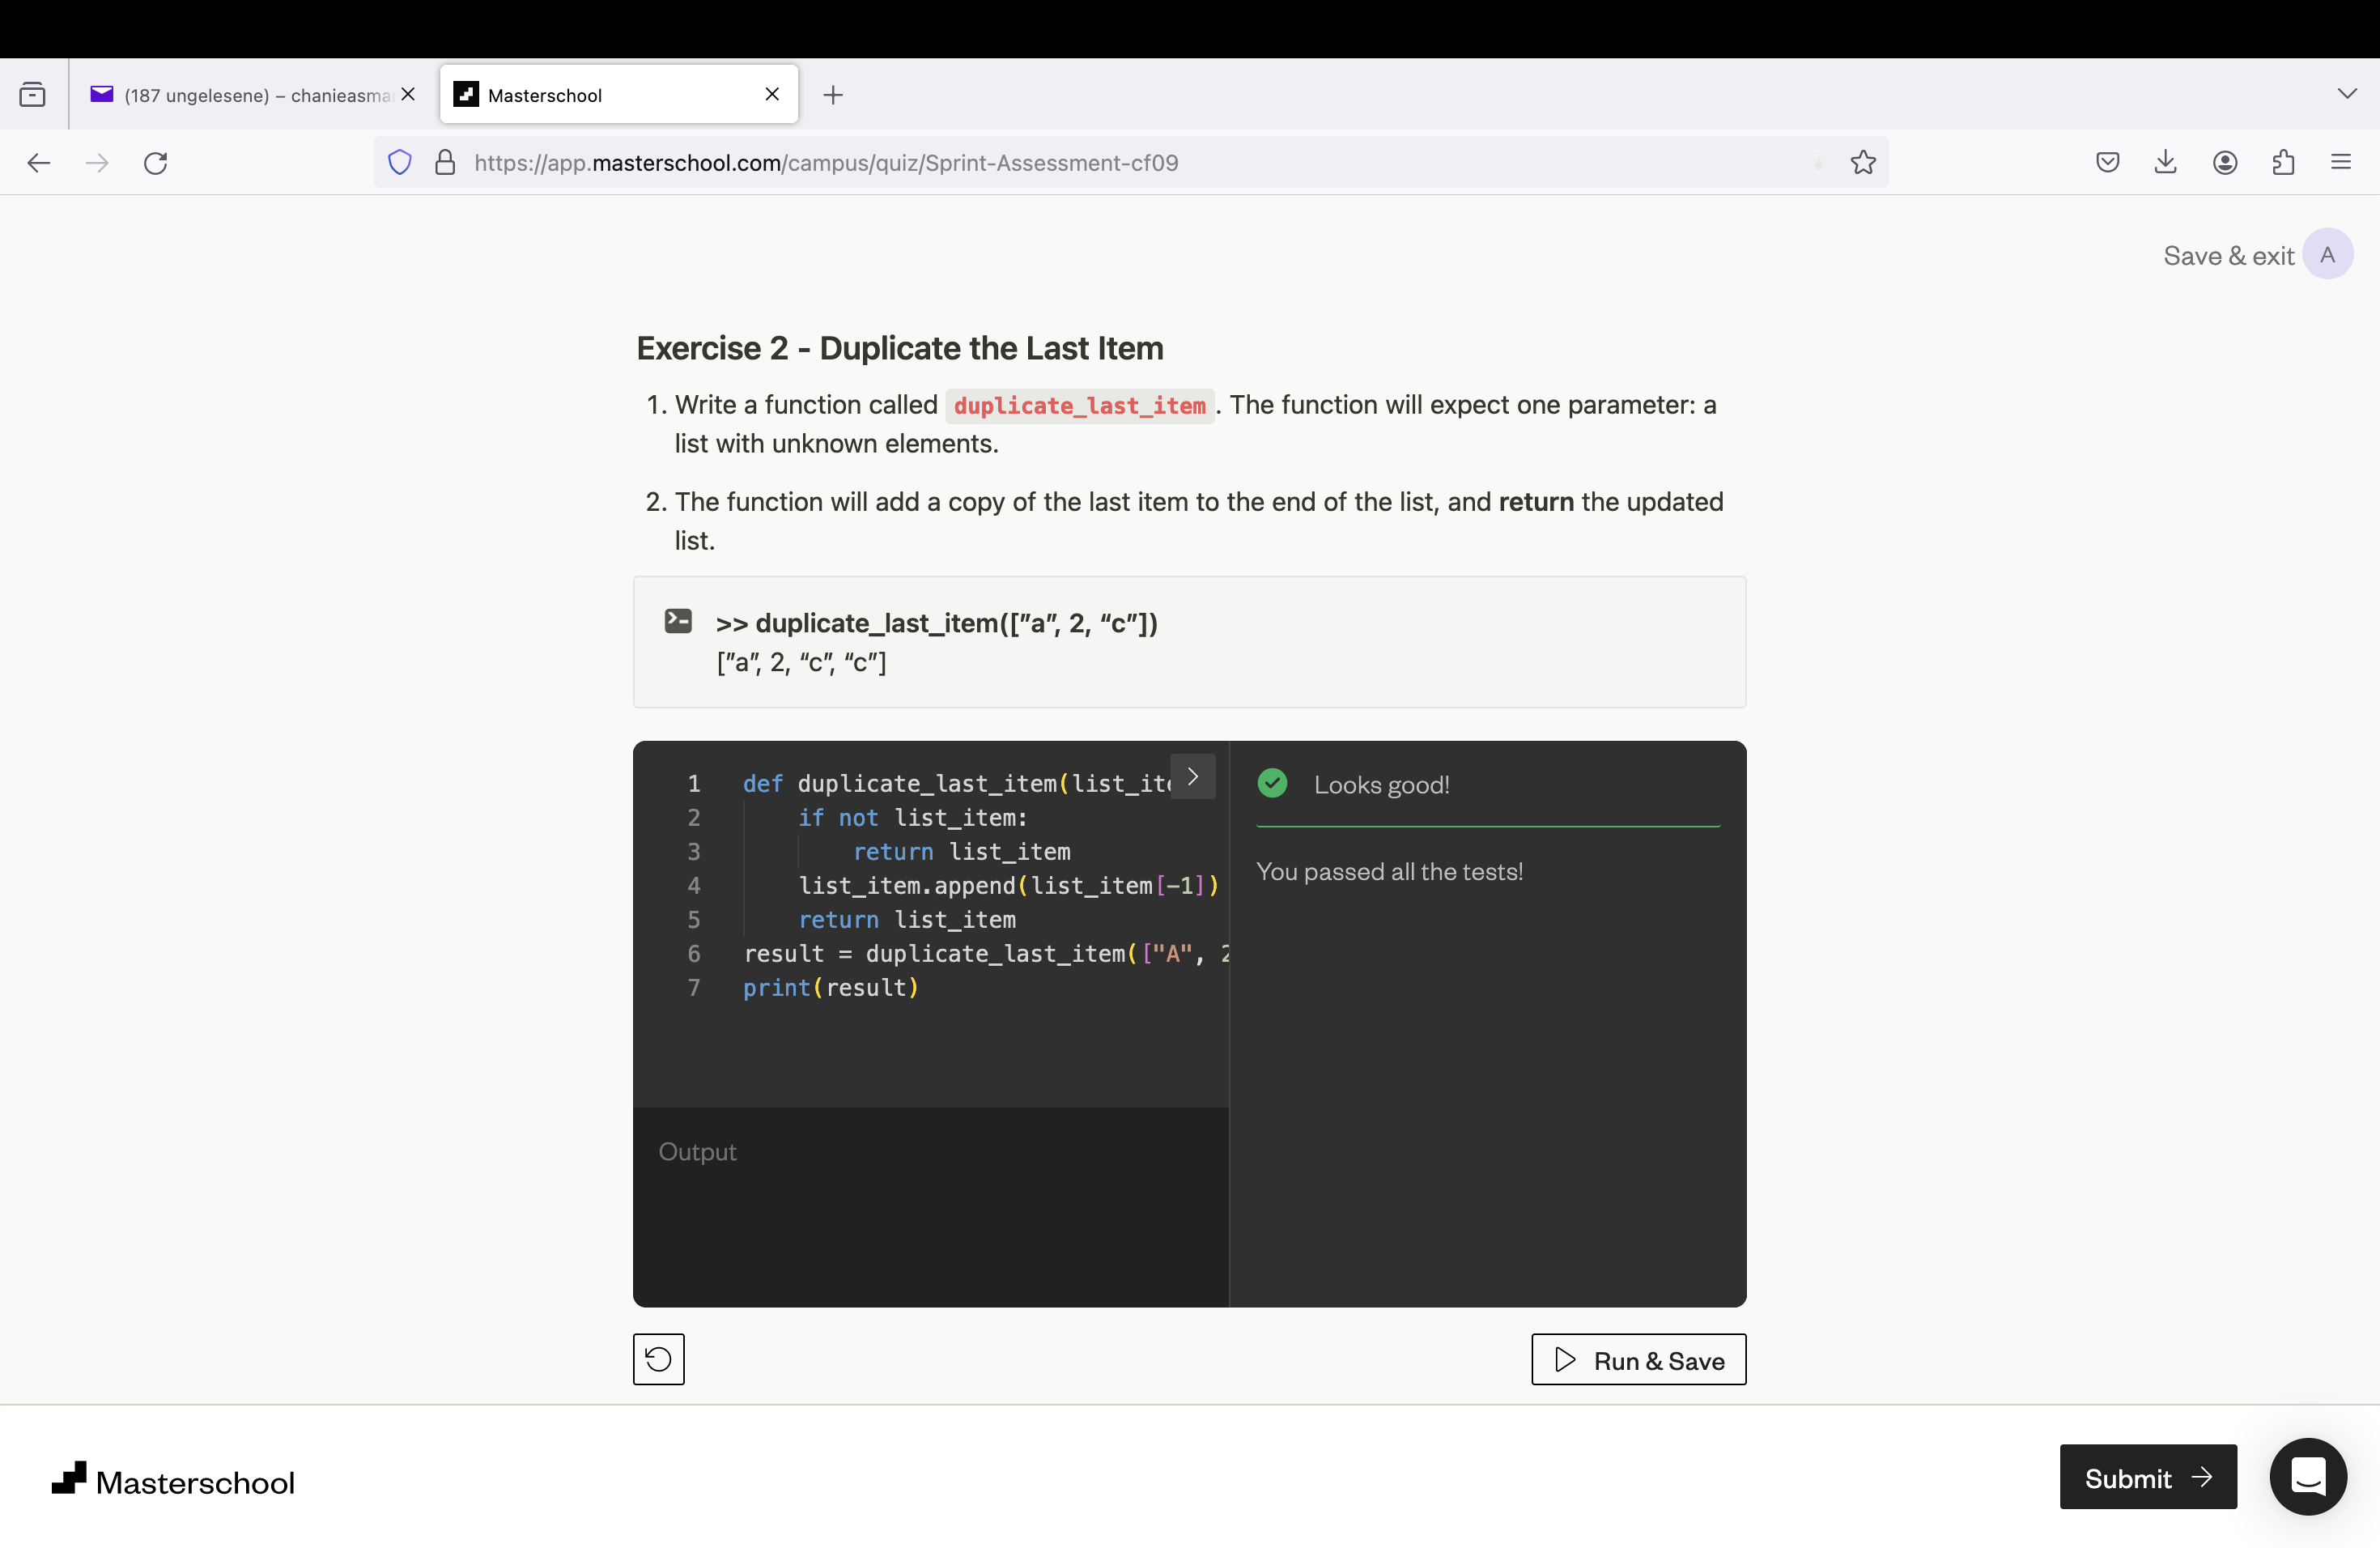 (187 ungelesene) – chanieasma
Masterschool
https://app.masterschool.com/campus/quiz/Sprint-Assessment-cf09
Save & exit
A
Exercise 2 - Duplicate the Last Item
1. Write a function called duplicate_last_item. The function will expect one parameter: a
list with unknown elements.
2. The function will add a copy of the last item to the end of the list, and return the updated
list.
>> duplicate_last_item([”a”, 2, “c”])
[”a”, 2, “c”, “c”]
1 def duplicate_last_item(list_ite
2 if not list_item:
3 return list_item
4 list_item.append(list_item[-1])
5 return list_item
6 result = duplicate_last_item(["A", 2
7 print(result)
Looks good!
You passed all the tests!
Output
Run & Save
Masterschool
Submit